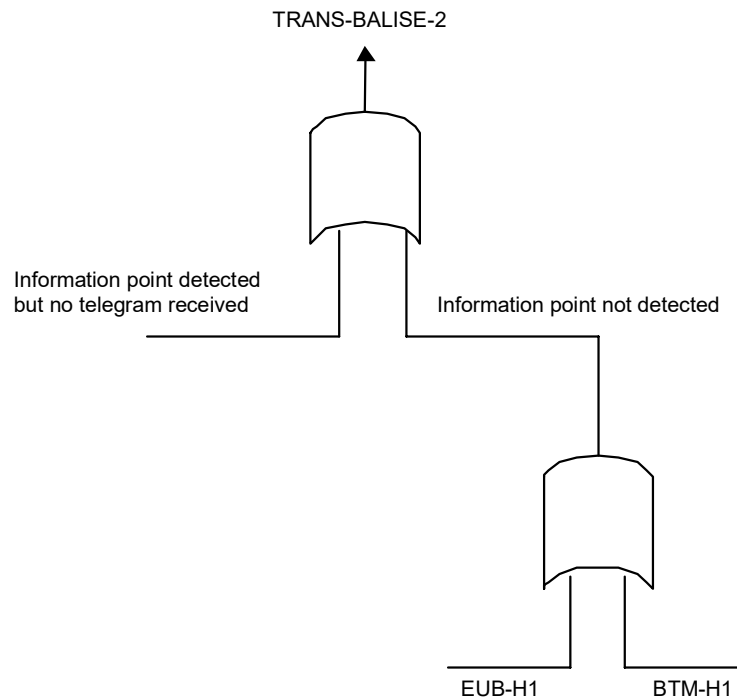 TRANS-BALISE-2
Information point detected
but no telegram received
Information point not detected
EUB-H1
BTM-H1